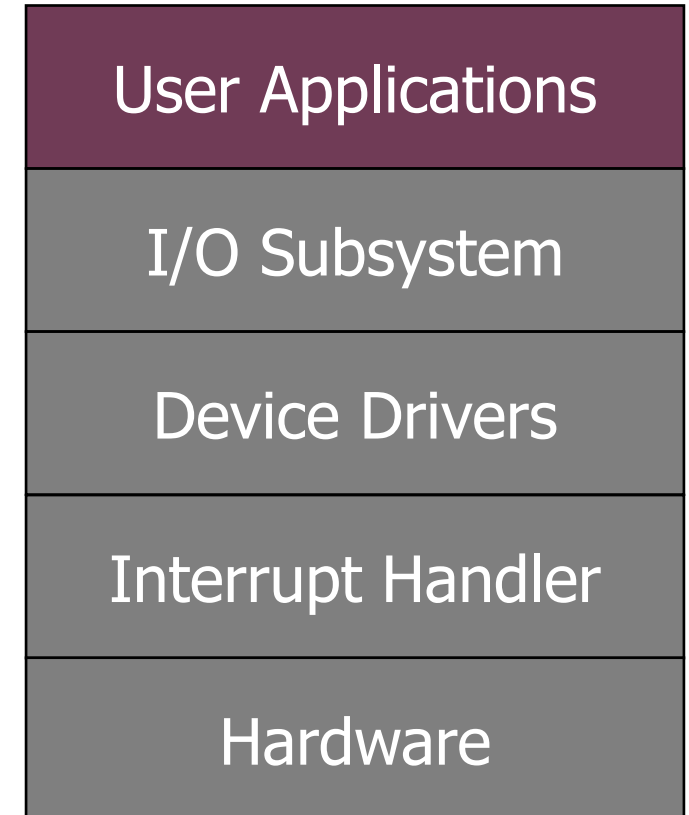 User Applications
I/O Subsystem
Device Drivers
Interrupt Handler
Hardware